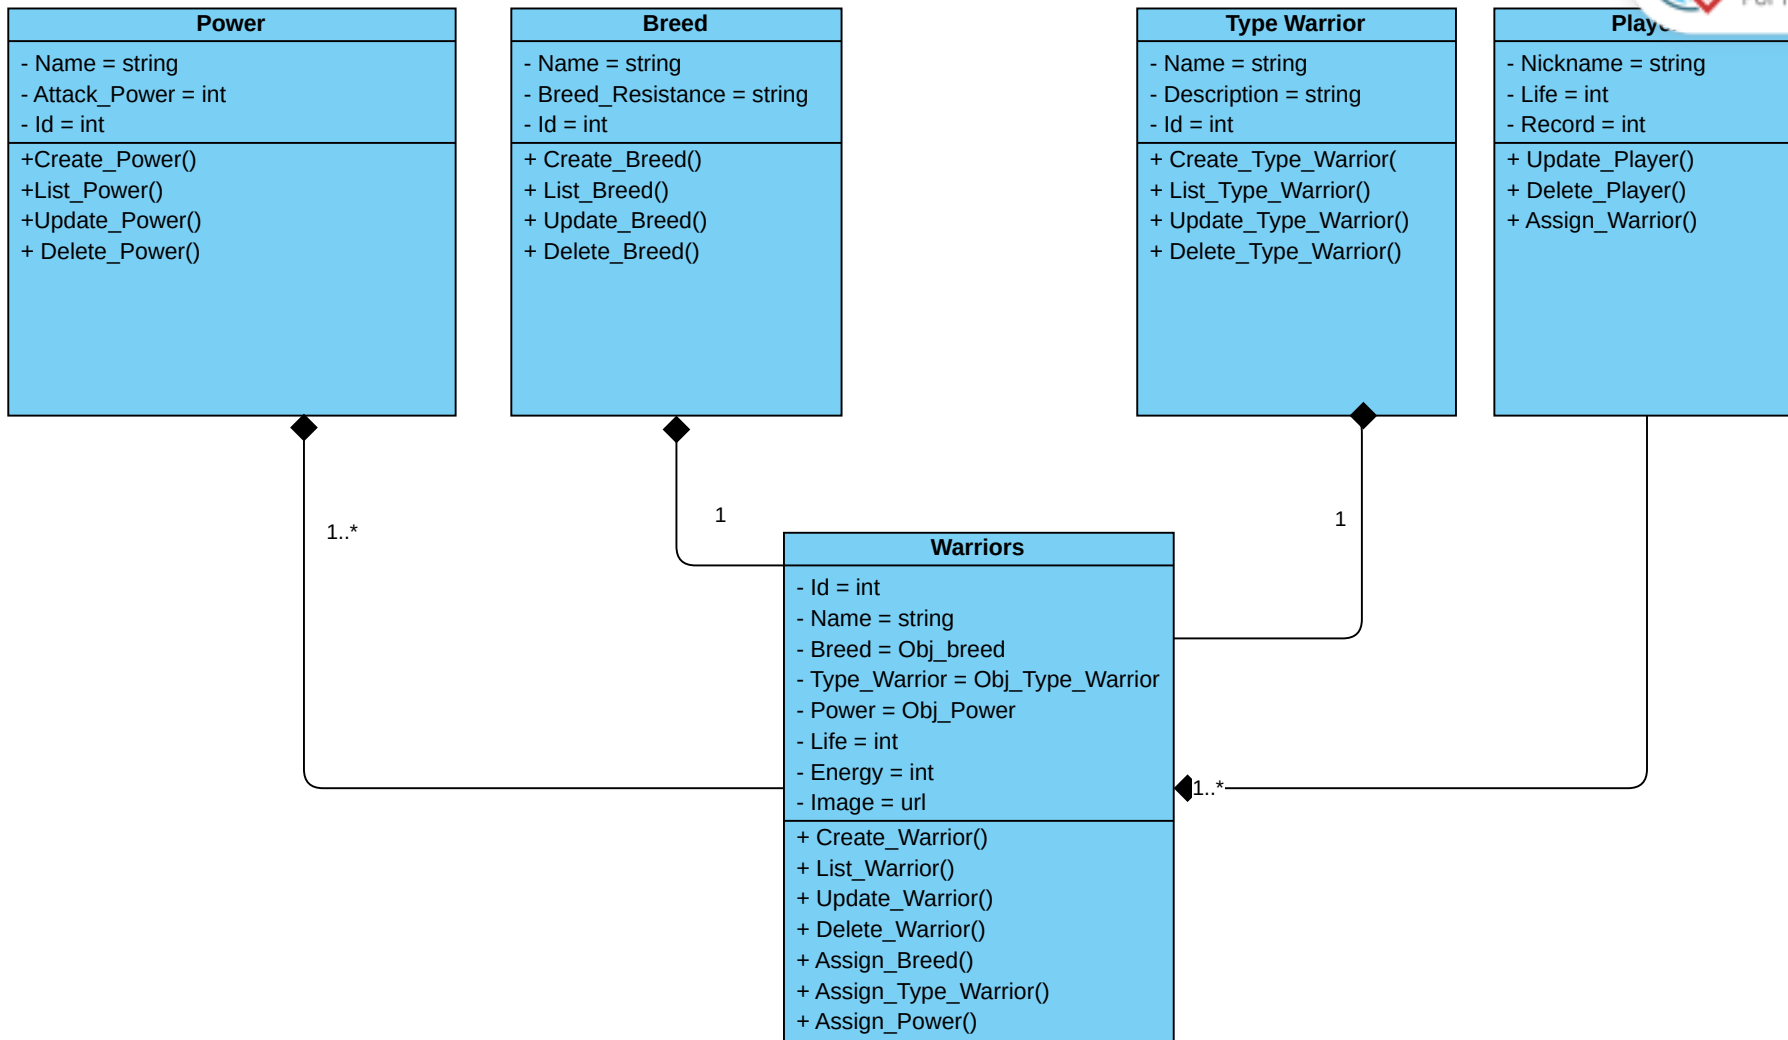 Power
- Name = string
- Attack_Power = int
- Id = int
+Create_Power()
+List_Power()
+Update_Power()
+ Delete_Power()
Breed
- Name = string
- Breed_Resistance = string
- Id = int
+ Create_Breed()
+ List_Breed()
+ Update_Breed()
+ Delete_Breed()
Type Warrior
- Name = string
- Description = string
- Id = int
+ Create_Type_Warrior(
+ List_Type_Warrior()
+ Update_Type_Warrior()
+ Delete_Type_Warrior()
- Nickname = string
- Life = int
- Record = int
+ Update_Player()
+ Delete_Player()
+ Assign_Warrior()
1..*
1
1
1..*
Warriors
- Id = int
- Name = string
- Breed = Obj_breed
- Type_Warrior = Obj_Type_Warrior
- Power = Obj_Power
- Life = int
- Energy = int
- Image = url
+ Create_Warrior()
+ List_Warrior()
+ Update_Warrior()
+ Delete_Warrior()
+ Assign_Breed()
+ Assign_Type_Warrior()
+ Assign_Power()